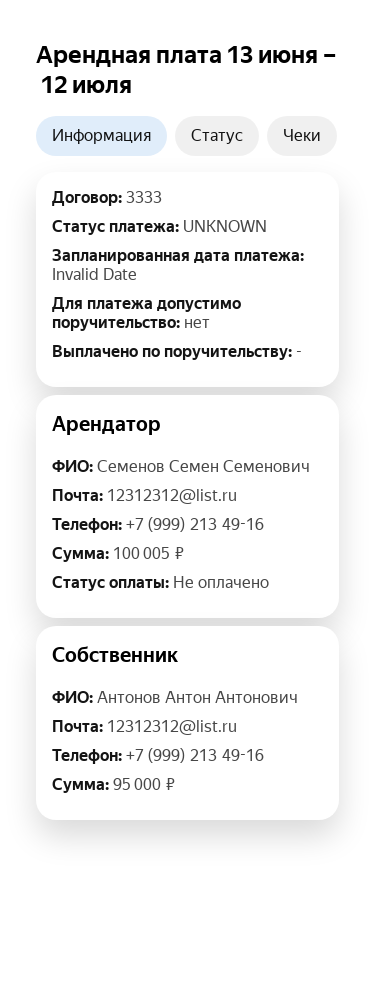 Арендная плата 13 июня –
12 июля
Информация
Статус
Чеки
Договор: 3333
Статус платежа: UNKNOWN
Запланированная дата платежа:
Invalid Date
Для платежа допустимо
поручительство: нет
Выплачено по поручительству: -
Арендатор
ФИО: Семенов Семен Семенович
Почта: 12312312@list.ru
Телефон: +7 (999) 213 49-16
Сумма: 100 005 ₽
Статус оплаты: Не оплачено
Собственник
ФИО: Антонов Антон Антонович
Почта: 12312312@list.ru
Телефон: +7 (999) 213 49-16
Сумма: 95 000 ₽